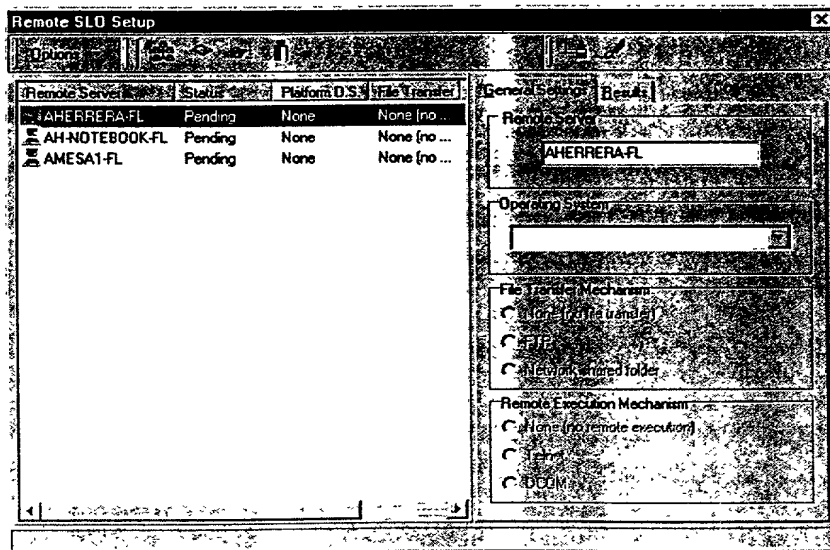 Remote SLO Setup
Options
Remote Server Status Platform O.S. File Transfer
AHERRERA-FL Pending None None (no ...
AH-NOTEBOOK-FL Pending None None (no ...
AMESA1-FL Pending None None (no ...
General Settings Results
Remote Server
AHERRERA-FL
Operating System
File Transfer Mechanism
None (no file transfer)
FTP
Network shared folder
Remote Execution Mechanism
None (no remote execution)
Telnet
DCOM